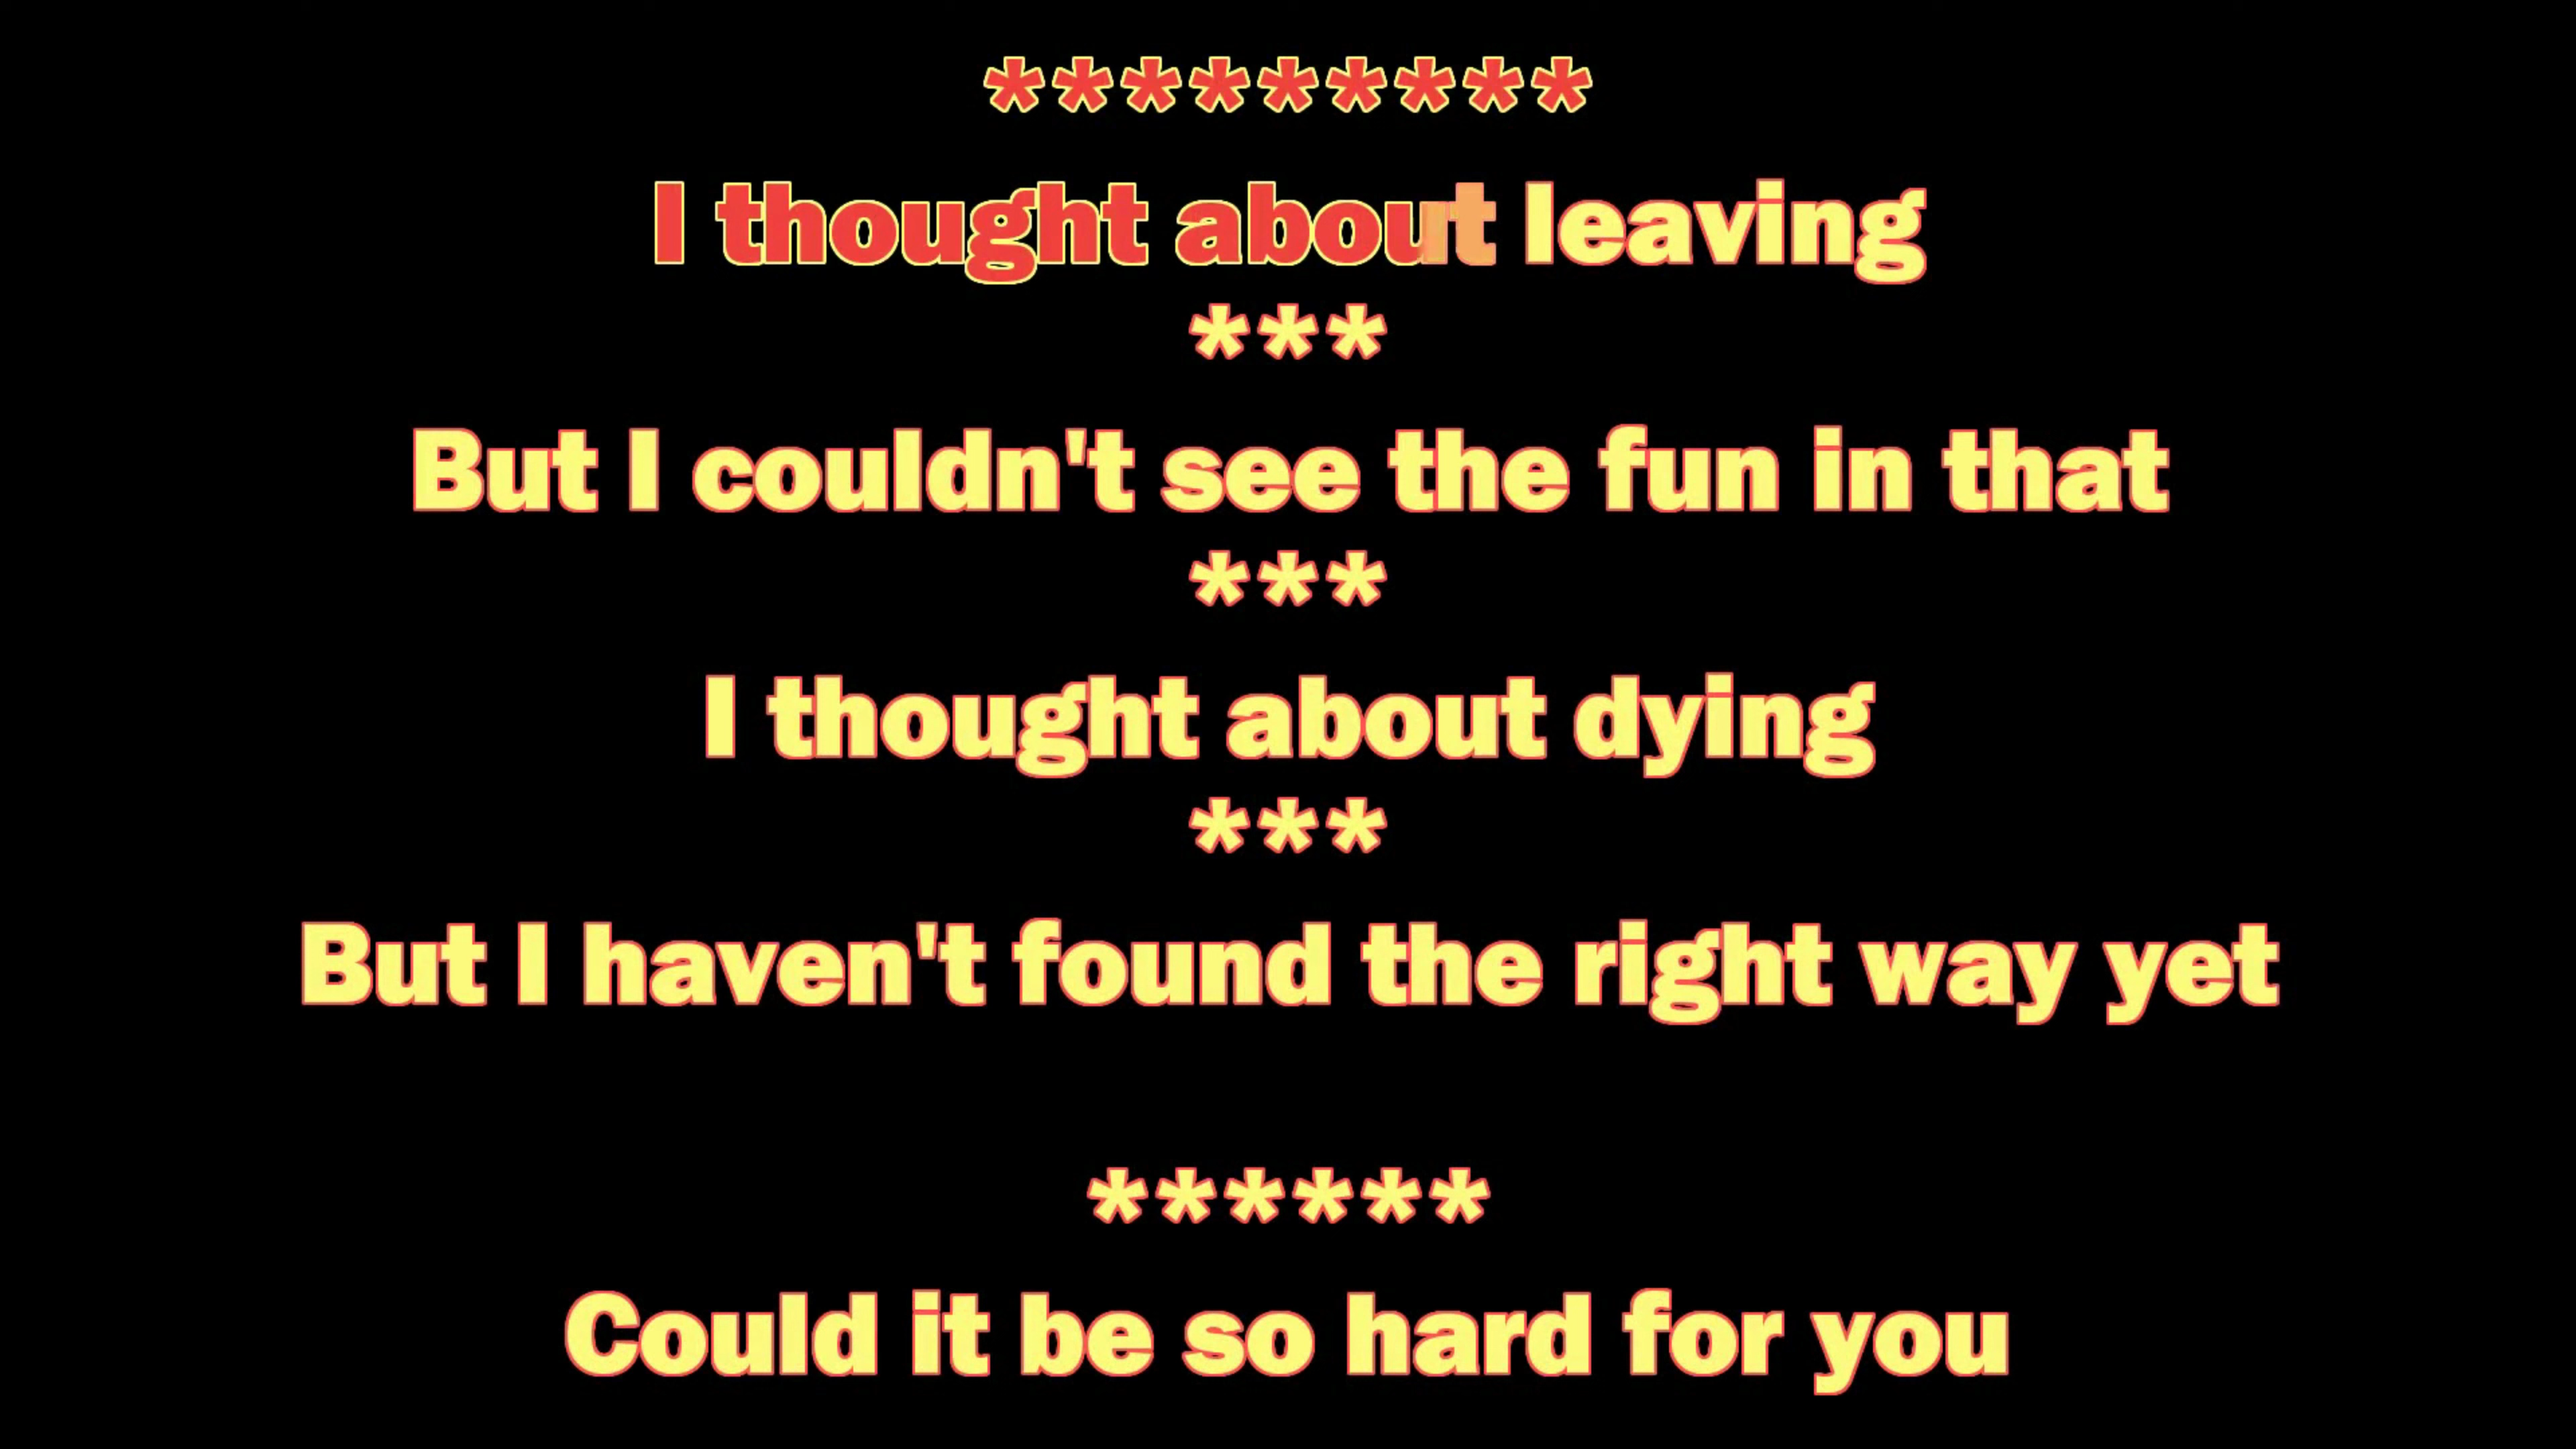 *********
I thought about leaving
***
But I couldn't see the fun in that
***
I thought about dying
***
But I haven't found the right way yet
******
Could it be so hard for you